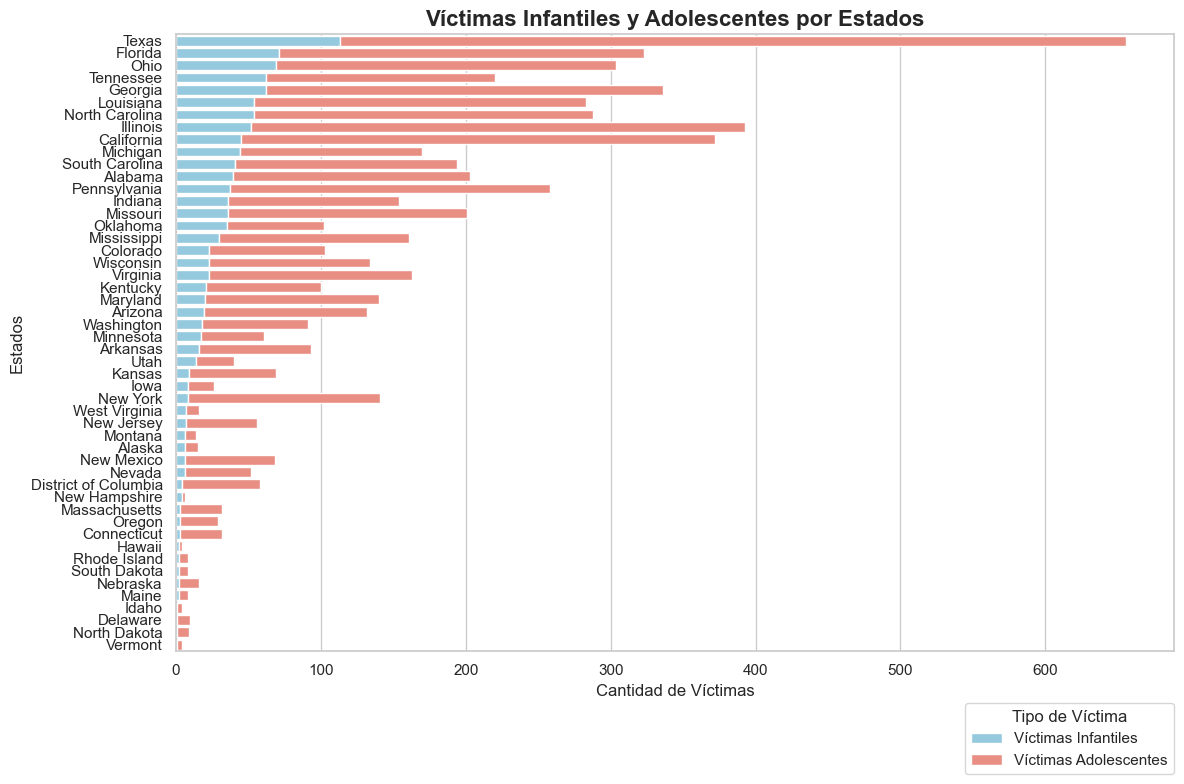 Víctimas Infantiles y Adolescentes por Estados
Estados
Texas
Florida
Ohio
Tennessee
Georgia
Louisiana
North Carolina
Illinois
California
Michigan
South Carolina
Alabama
Pennsylvania
Indiana
Missouri
Oklahoma
Mississippi
Colorado
Wisconsin
Virginia
Kentucky
Maryland
Arizona
Washington
Minnesota
Arkansas
Utah
Kansas
Iowa
New York
West Virginia
New Jersey
Montana
Alaska
New Mexico
Nevada
District of Columbia
New Hampshire
Massachusetts
Oregon
Connecticut
Hawaii
Rhode Island
South Dakota
Nebraska
Maine
Idaho
Delaware
North Dakota
Vermont
0 100 200 300 400 500 600
Cantidad de Víctimas
Tipo de Víctima
Víctimas Infantiles
Víctimas Adolescentes